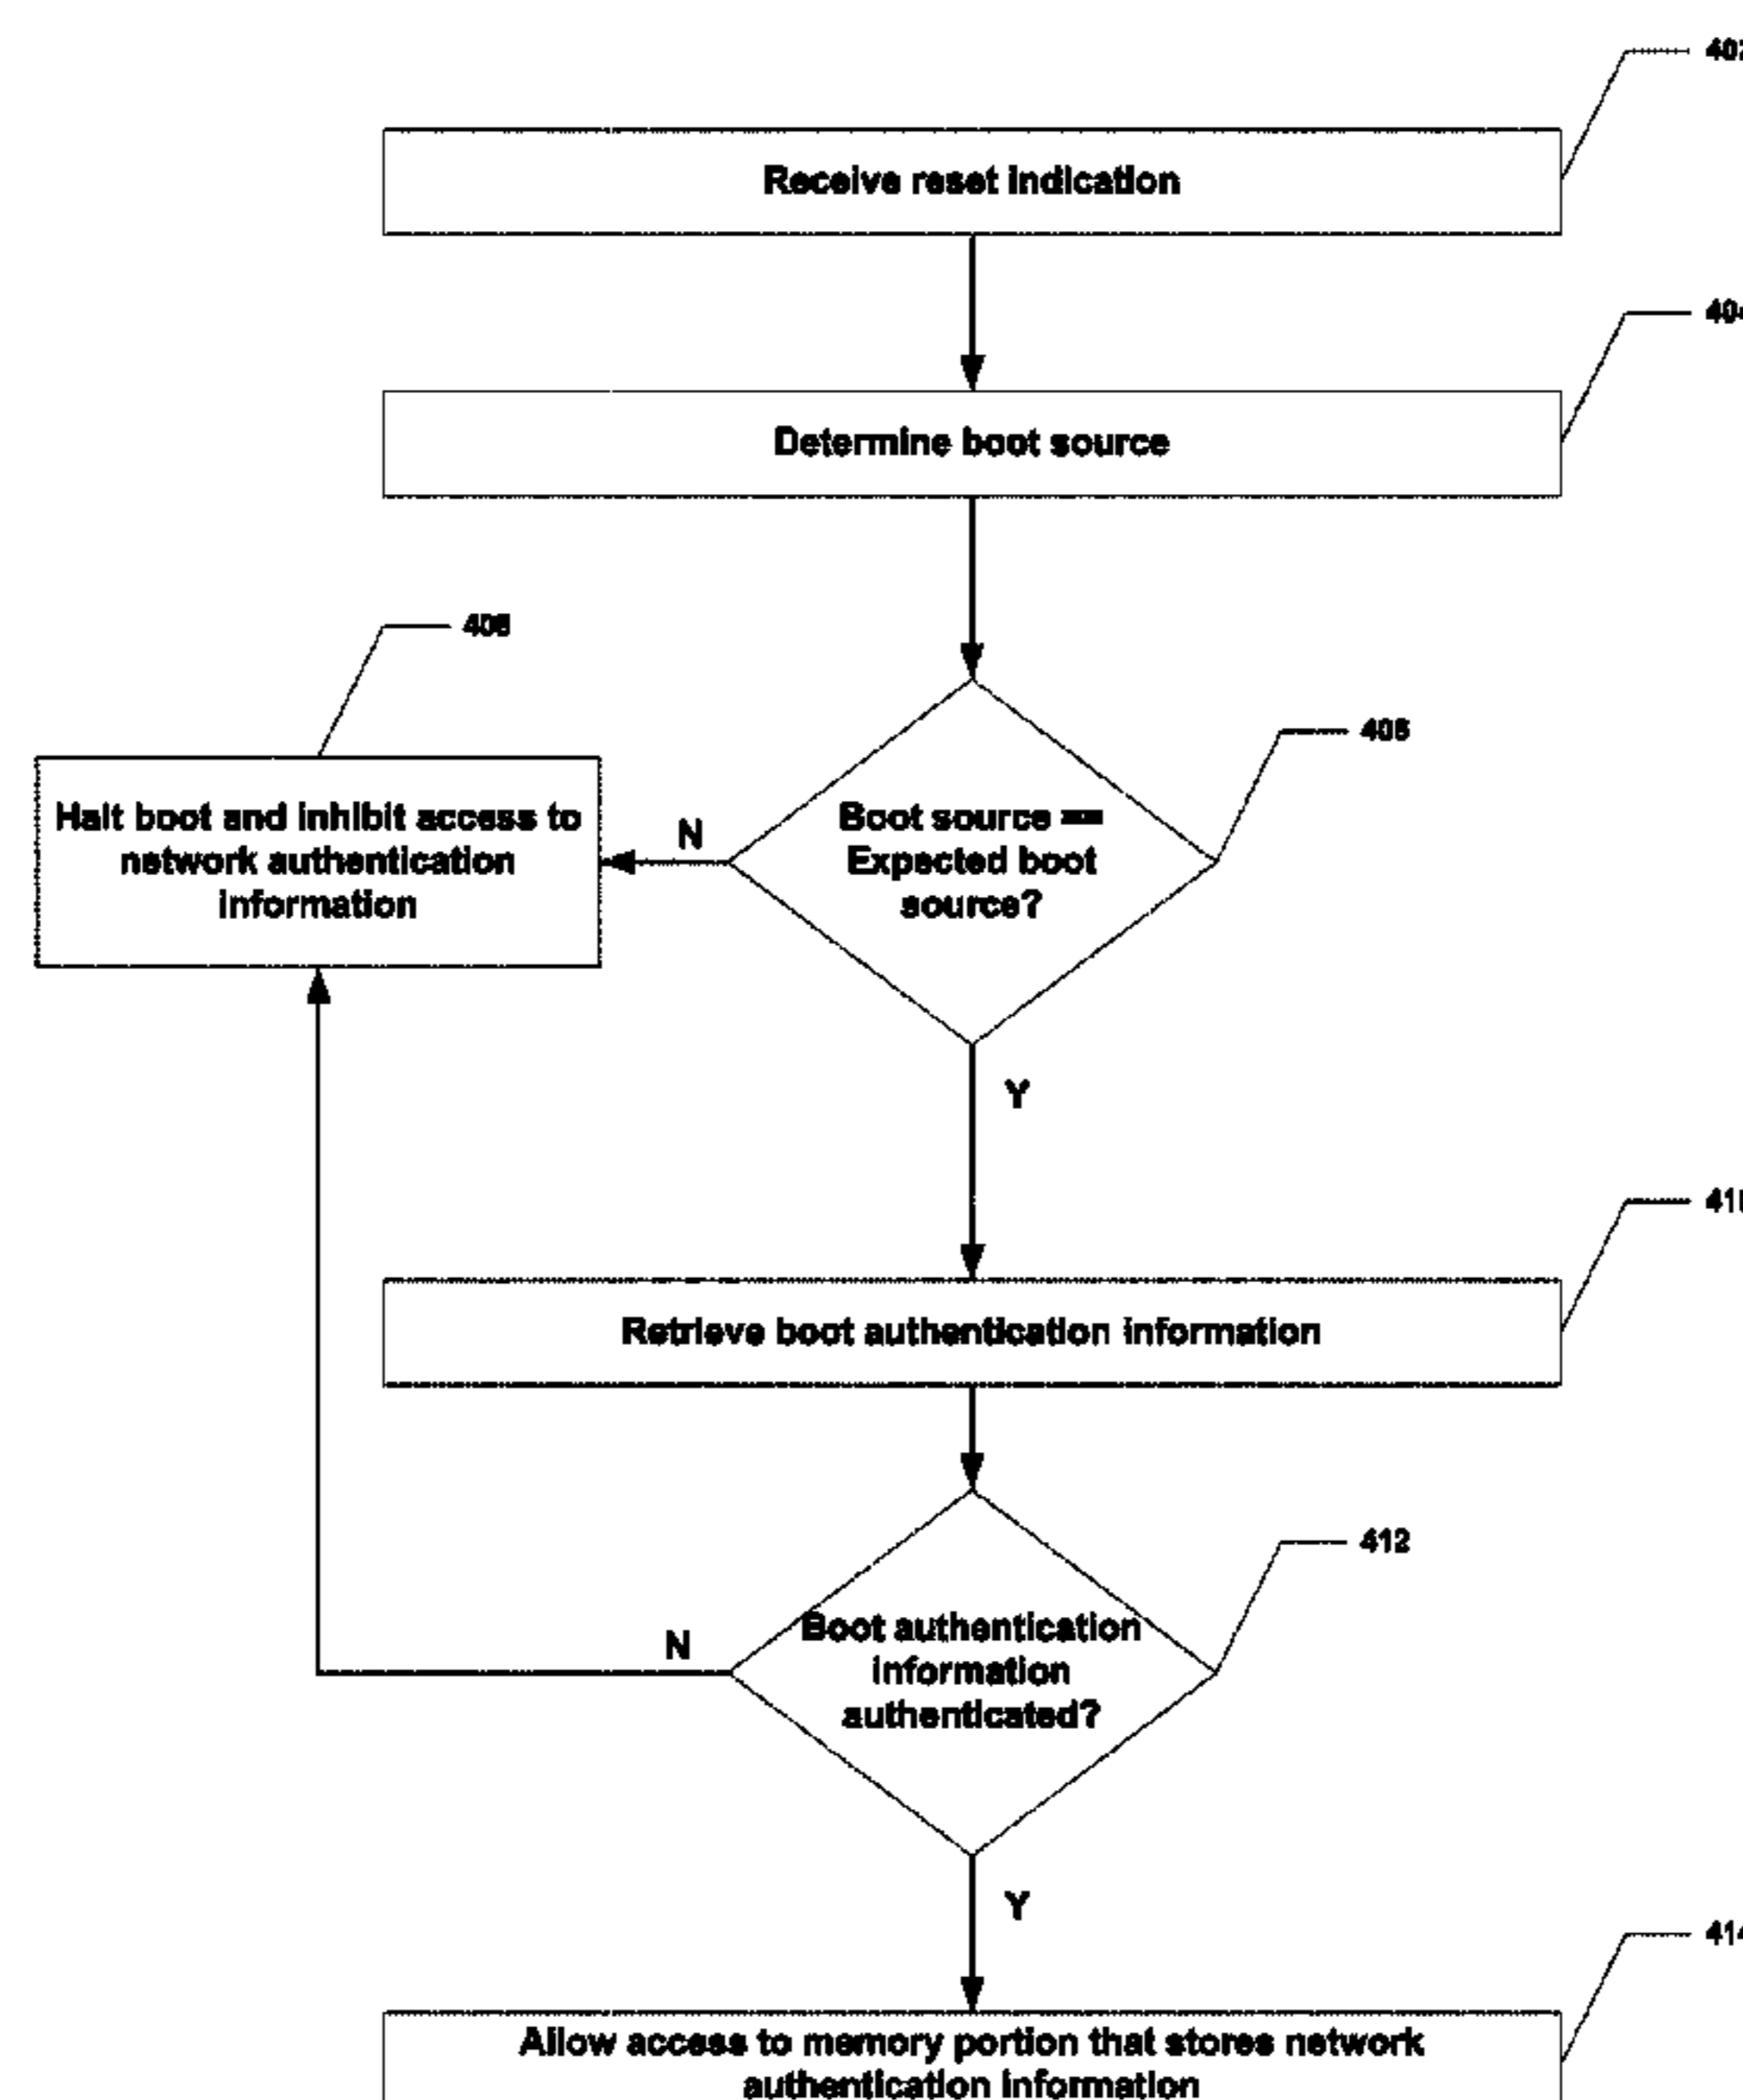 402
Receive reset indication
404
Determine boot source
408
406
Halt boot and inhibit access to
network authentication
information
N
Boot source ==
Expected boot
source?
Y
410
Retrieve boot authentication information
412
N
Boot authentication
information
authenticated?
Y
414
Allow access to memory portion that stores network
authentication information